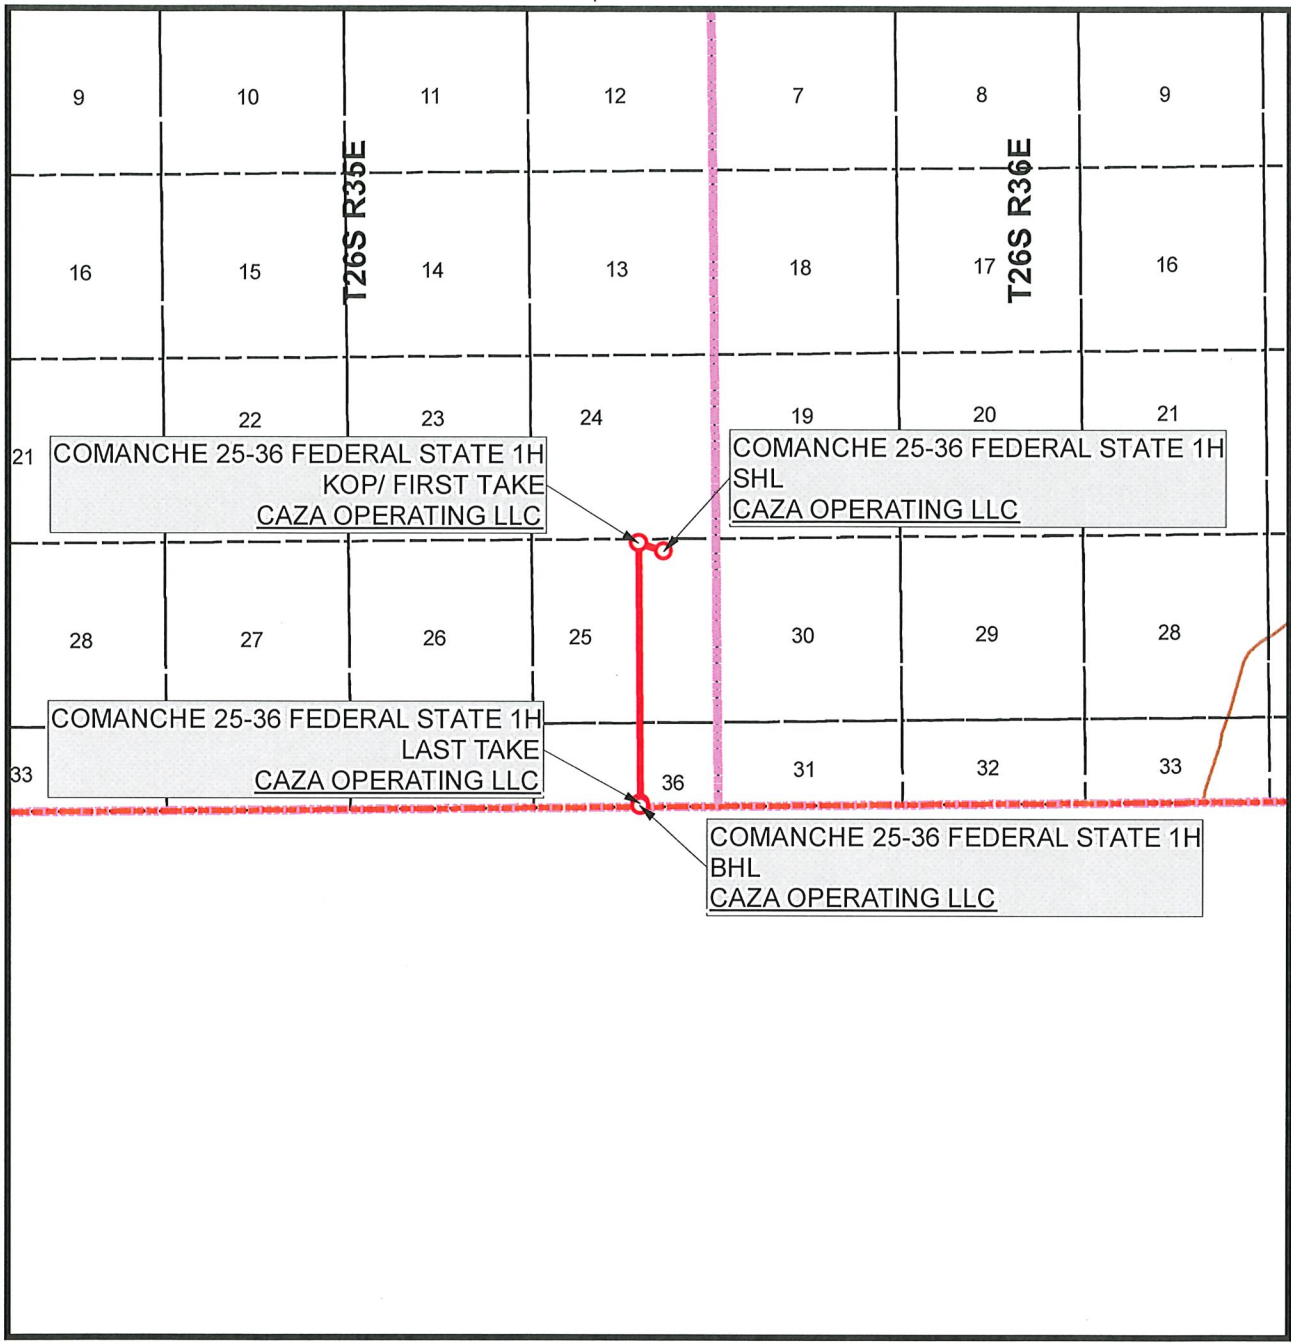 9
10
11
12
7
8
9
T26S R35E
T26S R36E
16
15
14
13
18
17
16
22
23
24
19
20
21
21
COMANCHE 25-36 FEDERAL STATE 1H
KOP/ FIRST TAKE
CAZA OPERATING LLC
COMANCHE 25-36 FEDERAL STATE 1H
SHL
CAZA OPERATING LLC
28
27
26
25
30
29
28
COMANCHE 25-36 FEDERAL STATE 1H
LAST TAKE
CAZA OPERATING LLC
33
36
31
32
33
COMANCHE 25-36 FEDERAL STATE 1H
BHL
CAZA OPERATING LLC